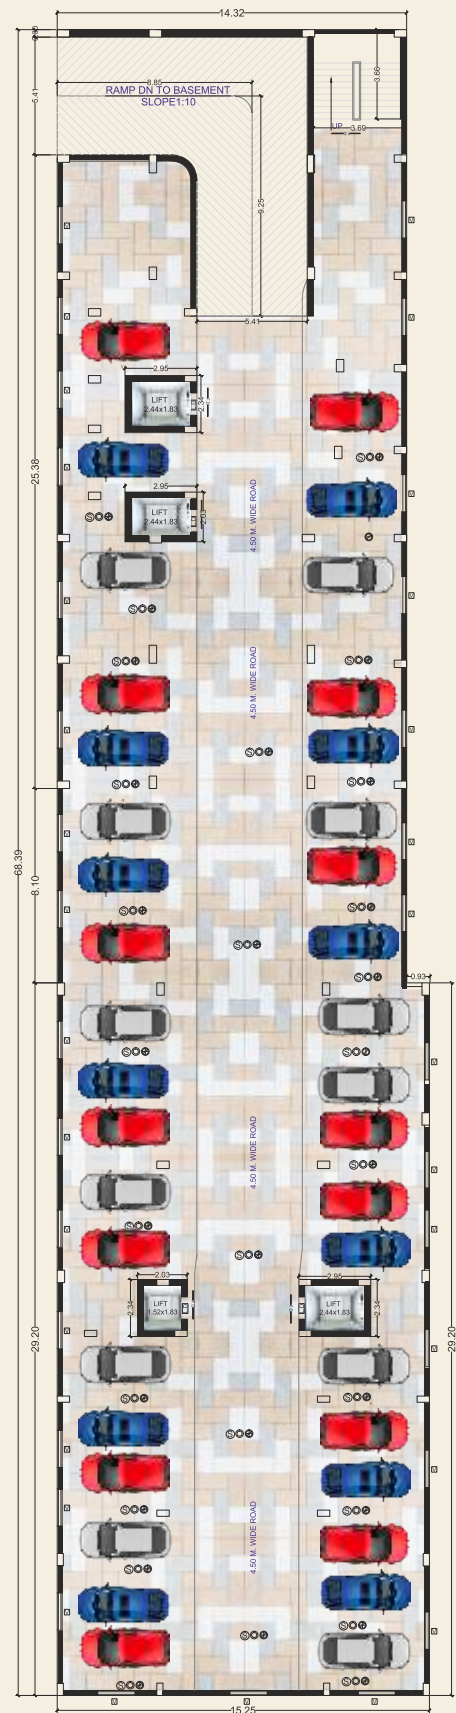 14.32
5.41
8.85
RAMP DN TO BASEMENT
SLOPE1:10
3.66
UP
3.69
9.25
5.41
2.95
LIFT
2.44x1.83
2.34
25.38
2.95
LIFT
2.44x1.83
2.03
4.50 M. WIDE ROAD
4.50 M. WIDE ROAD
68.39
8.10
0.93
4.50 M. WIDE ROAD
2.03
2.95
LIFT
1.52x1.83
2.34
LIFT
2.44x1.83
2.34
29.20
29.20
4.50 M. WIDE ROAD
15.25